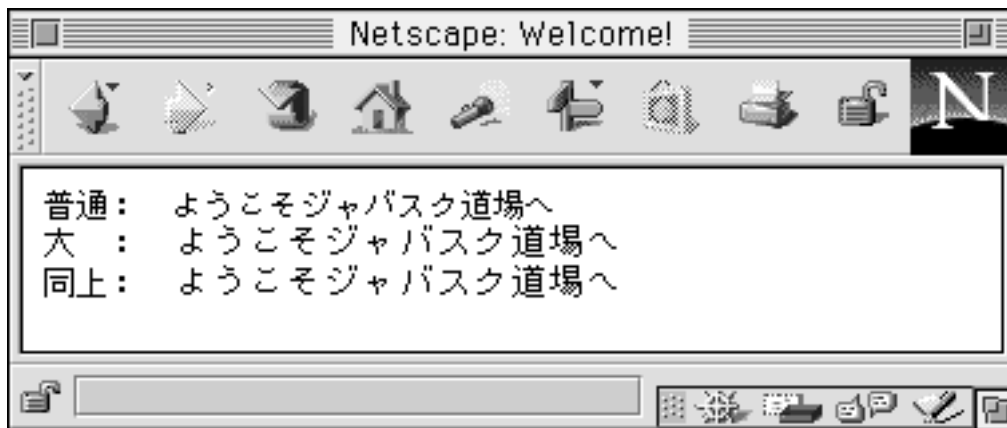 Netscape: Welcome!
N
普通： ようこそジャバスク道場へ
大　： ようこそジャバスク道場へ
同上： ようこそジャバスク道場へ